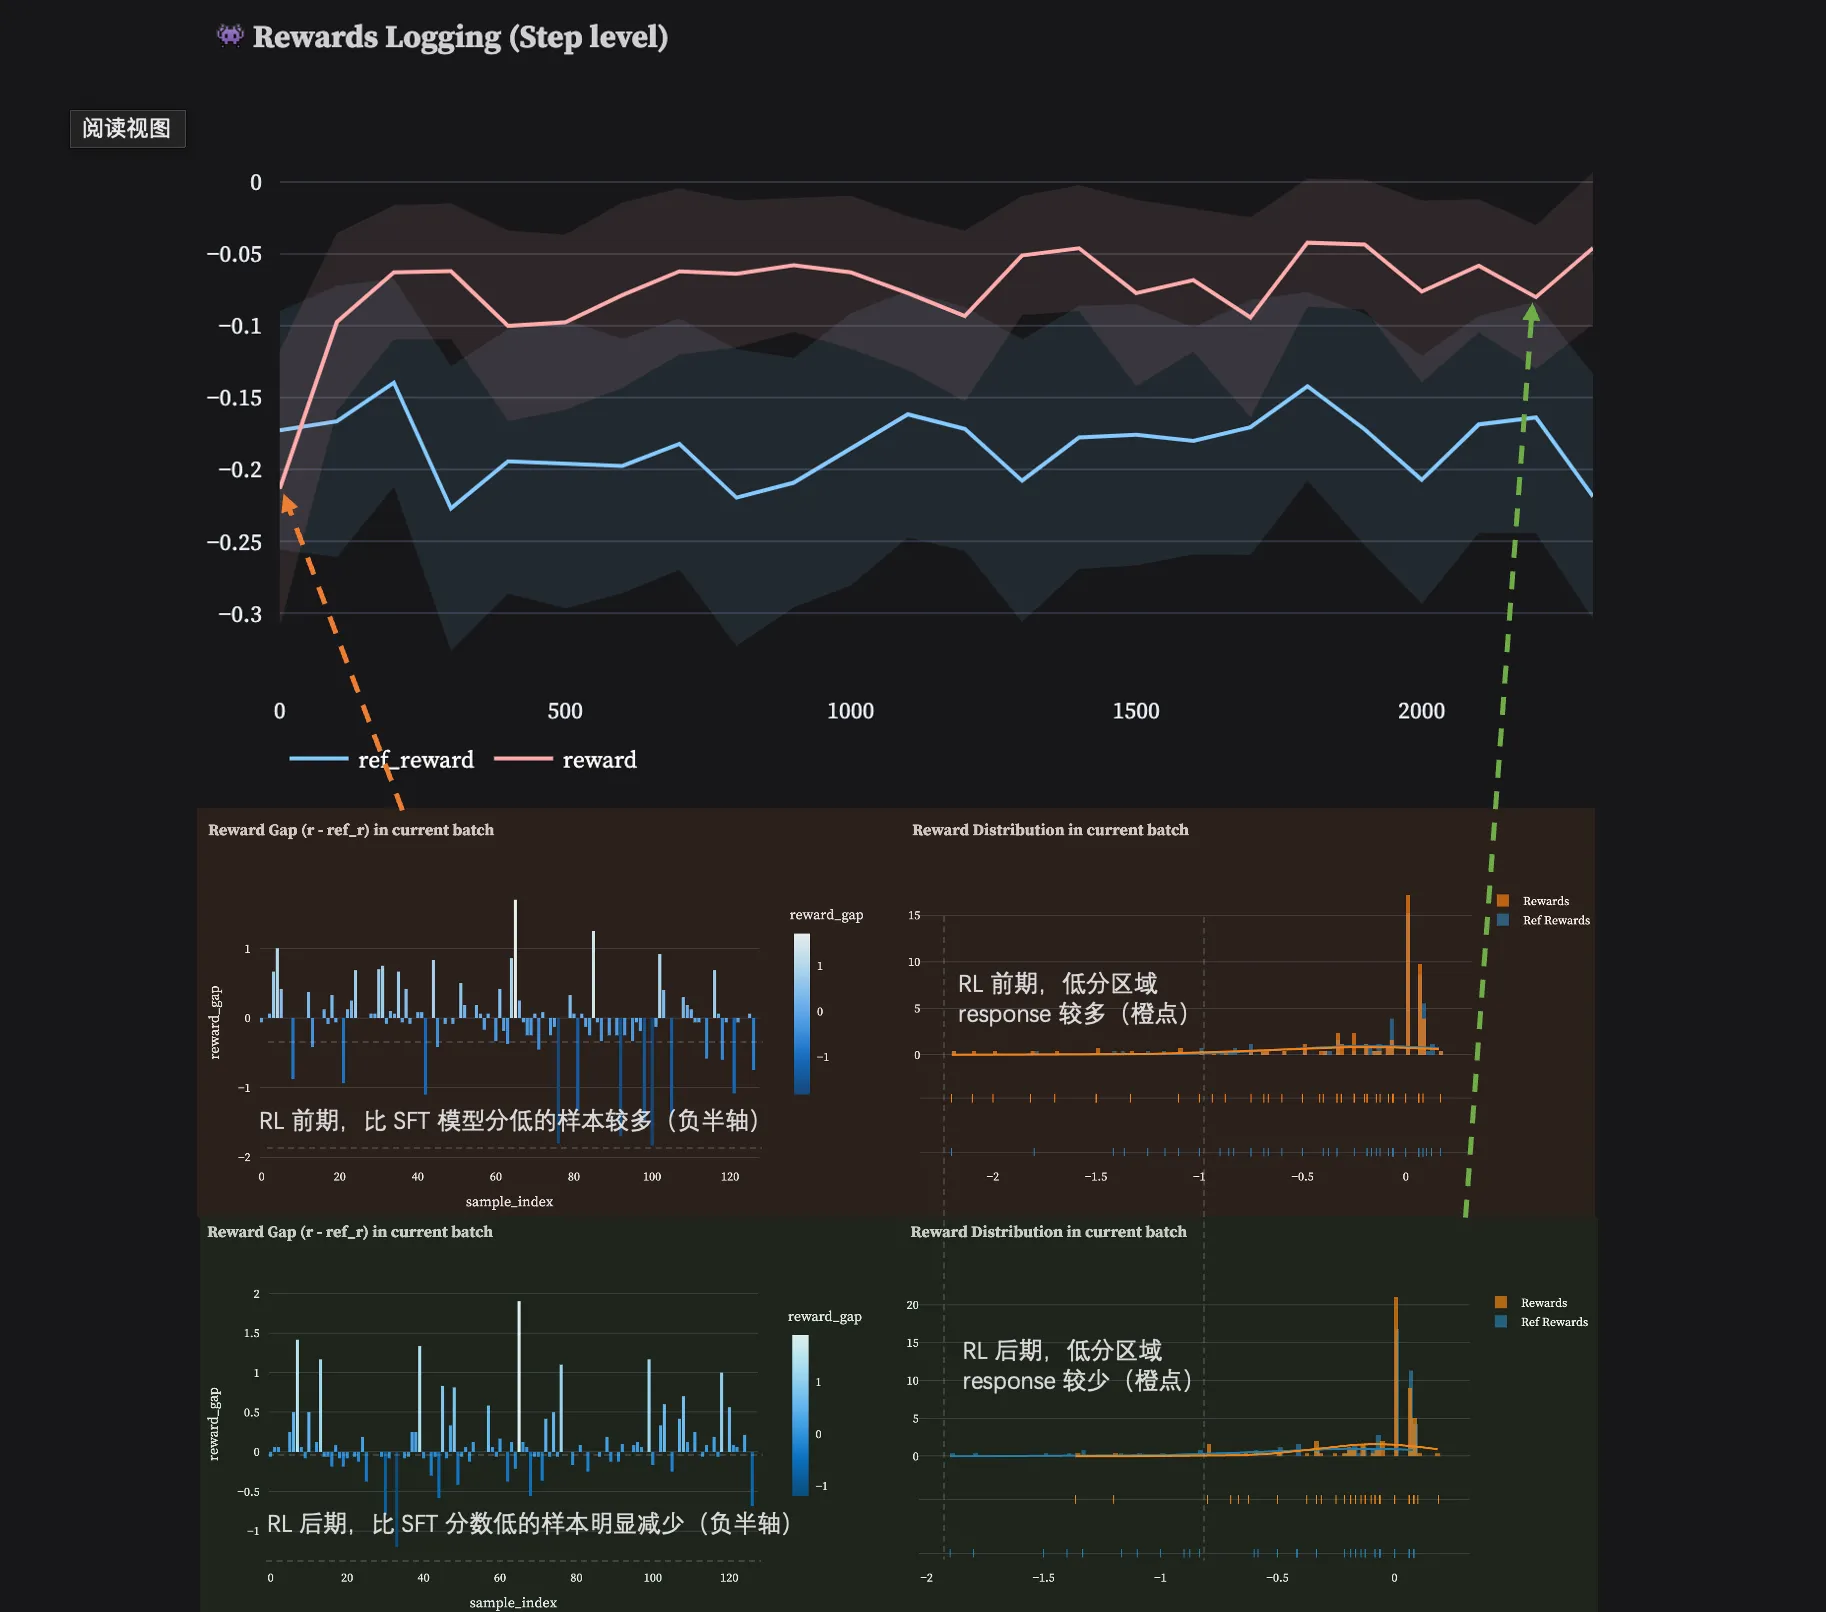 👾 Rewards Logging (Step level)
阅读视图
0
−0.05
−0.1
−0.15
−0.2
−0.25
−0.3
0 500 1000 1500 2000
ref_reward reward
Reward Gap (r - ref_r) in current batch
reward_gap
1
0
−1
−2
RL 前期，比 SFT 模型分低的样本较多（负半轴）
0 20 40 60 80 100 120
sample_index
reward_gap
1
0
−1
Reward Distribution in current batch
Rewards
Ref Rewards
15
10
5
0
RL 前期，低分区域
response 较多（橙点）
−2 −1.5 −1 −0.5 0
Reward Gap (r - ref_r) in current batch
reward_gap
2
1.5
1
0.5
0
−0.5
−1
RL 后期，比 SFT 分数低的样本明显减少（负半轴）
0 20 40 60 80 100 120
sample_index
reward_gap
1
0
−1
Reward Distribution in current batch
Rewards
Ref Rewards
20
15
10
5
0
RL 后期，低分区域
response 较少（橙点）
−2 −1.5 −1 −0.5 0